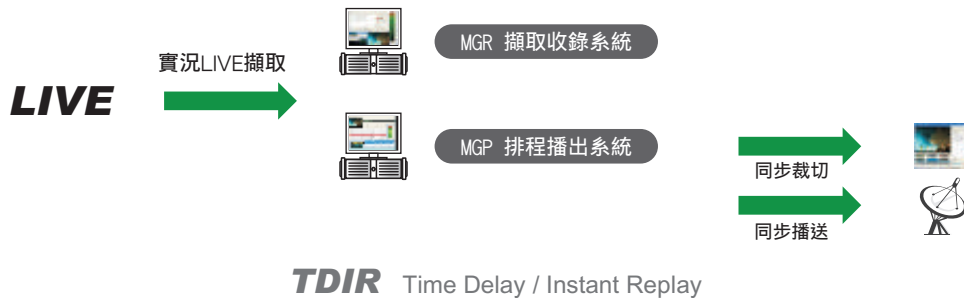 LIVE
實況LIVE擷取
MGR 擷取收錄系統
MGP 排程播出系統
同步裁切
同步播送
TDIR Time Delay / Instant Replay